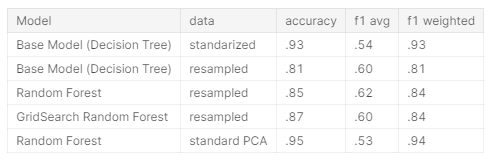 Model data accuracy f1 avg f1 weighted
Base Model (Decision Tree) standarized .93 .54 .93
Base Model (Decision Tree) resampled .81 .60 .81
Random Forest resampled .85 .62 .84
GridSearch Random Forest resampled .87 .60 .84
Random Forest standard PCA .95 .53 .94